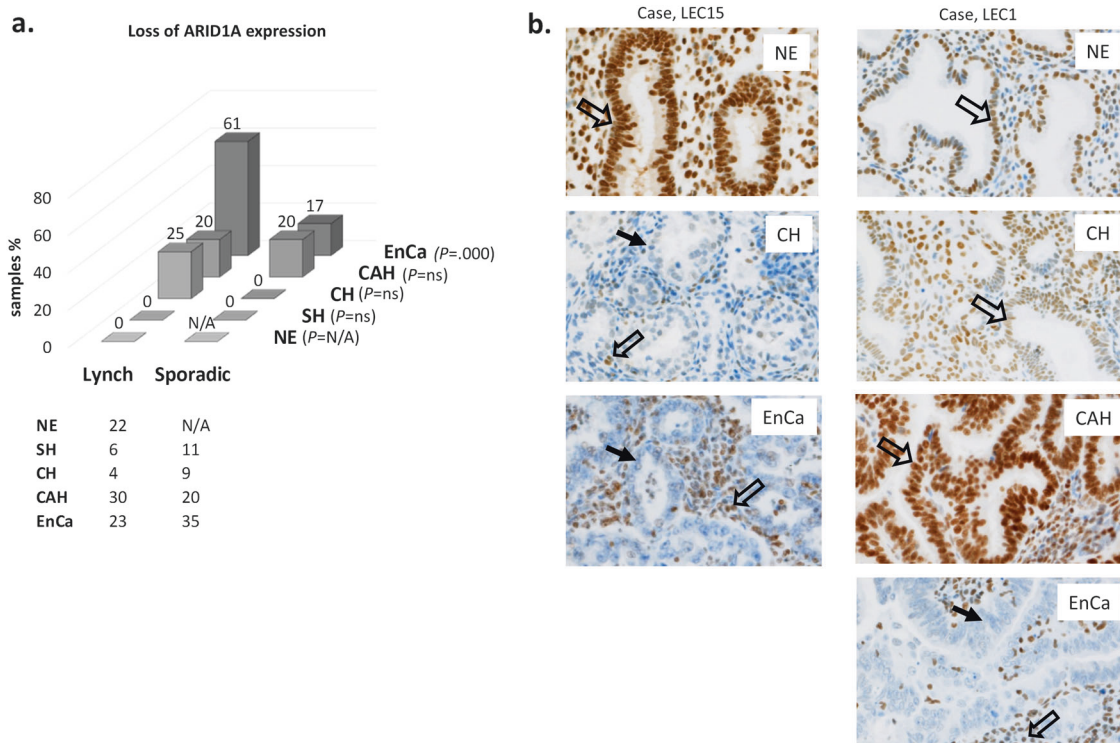 a.
Loss of ARID1A expression
61
25 20 20 17
0 0
0 N/A 0
80
60
40
20
0
samples %
EnCa (P=.000)
CAH (P=ns)
CH (P=ns)
SH (P=ns)
NE (P=N/A)
Lynch Sporadic
NE 22 N/A
SH 6 11
CH 4 9
CAH 30 20
EnCa 23 35
b.
Case, LEC15
NE
CH
EnCa
Case, LEC1
NE
CH
CAH
EnCa